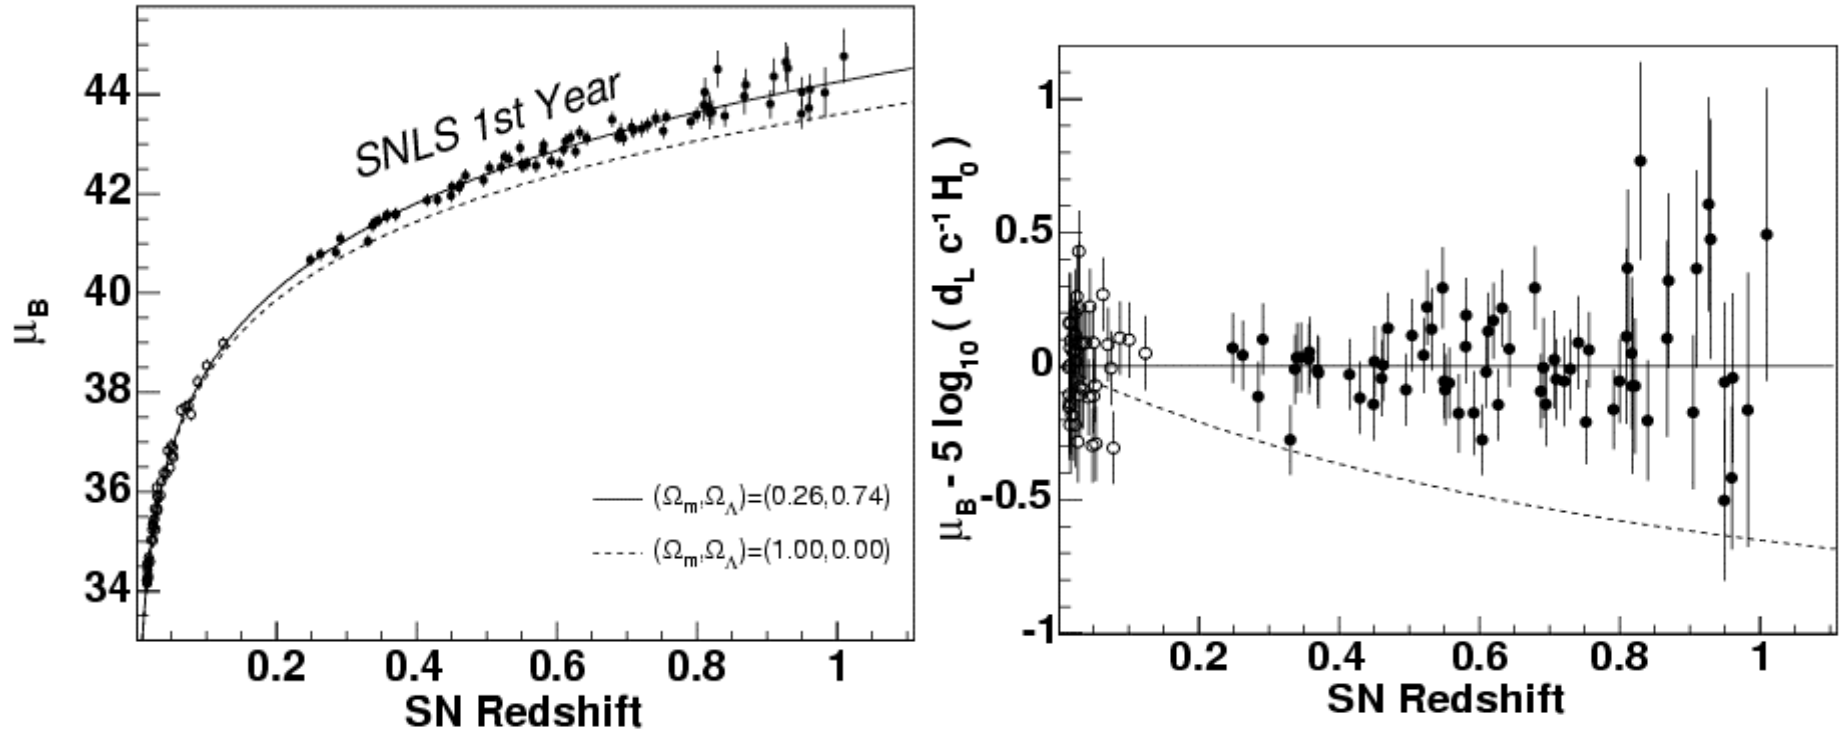 44
42
40
38
36
34
μB
SNLS 1st Year
(Ωm,ΩΛ)=(0.26,0.74)
(Ωm,ΩΛ)=(1.00,0.00)
0.2 0.4 0.6 0.8 1
SN Redshift
1
0.5
0
-0.5
-1
μB - 5 log10 ( dL c-1 H0 )
0.2 0.4 0.6 0.8 1
SN Redshift